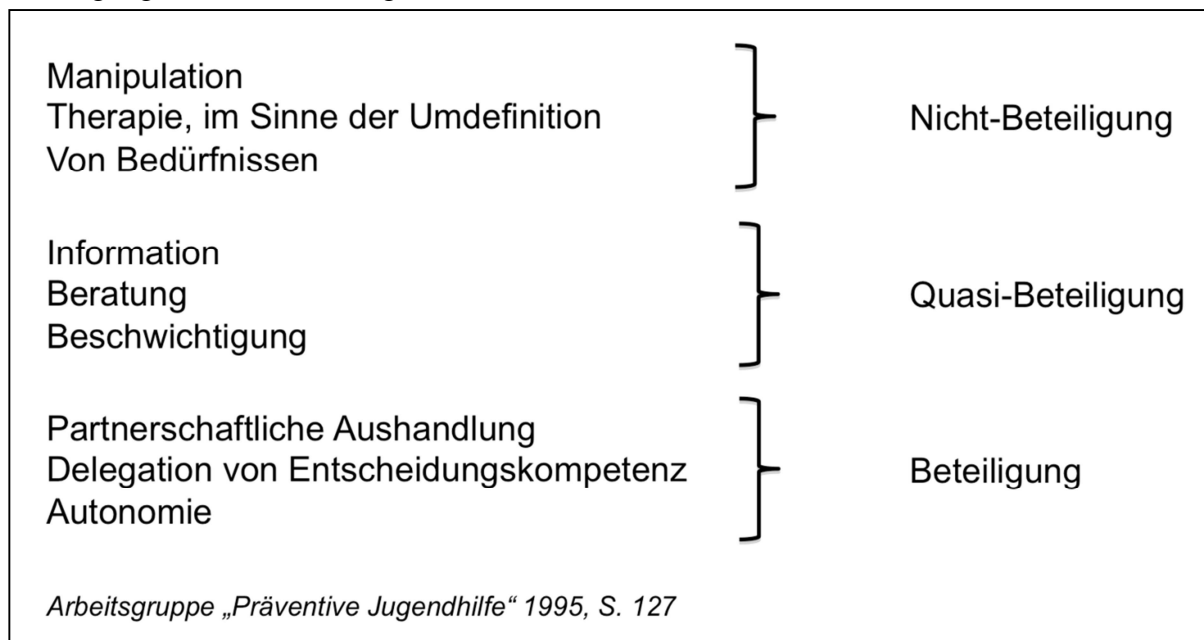 Manipulation
Therapie, im Sinne der Umdefinition
Von Bedürfnissen
Nicht-Beteiligung
Information
Beratung
Beschwichtigung
Quasi-Beteiligung
Partnerschaftliche Aushandlung
Delegation von Entscheidungskompetenz
Autonomie
Beteiligung
Arbeitsgruppe „Präventive Jugendhilfe“ 1995, S. 127